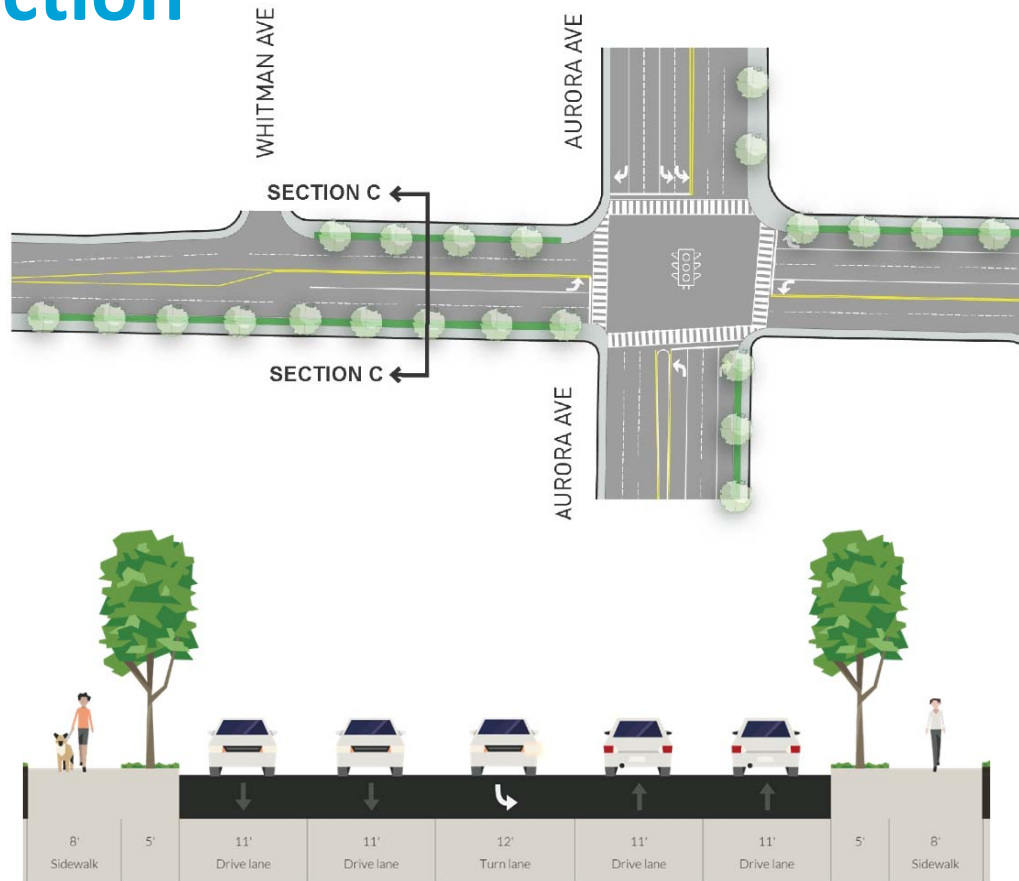 ction
WHITMAN AVE
AURORA AVE
SECTION C
SECTION C
AURORA AVE
8' 5' 11' 11' 12' 11' 11' 5' 8'
Sidewalk Drive lane Drive lane Turn lane Drive lane Drive lane Sidewalk